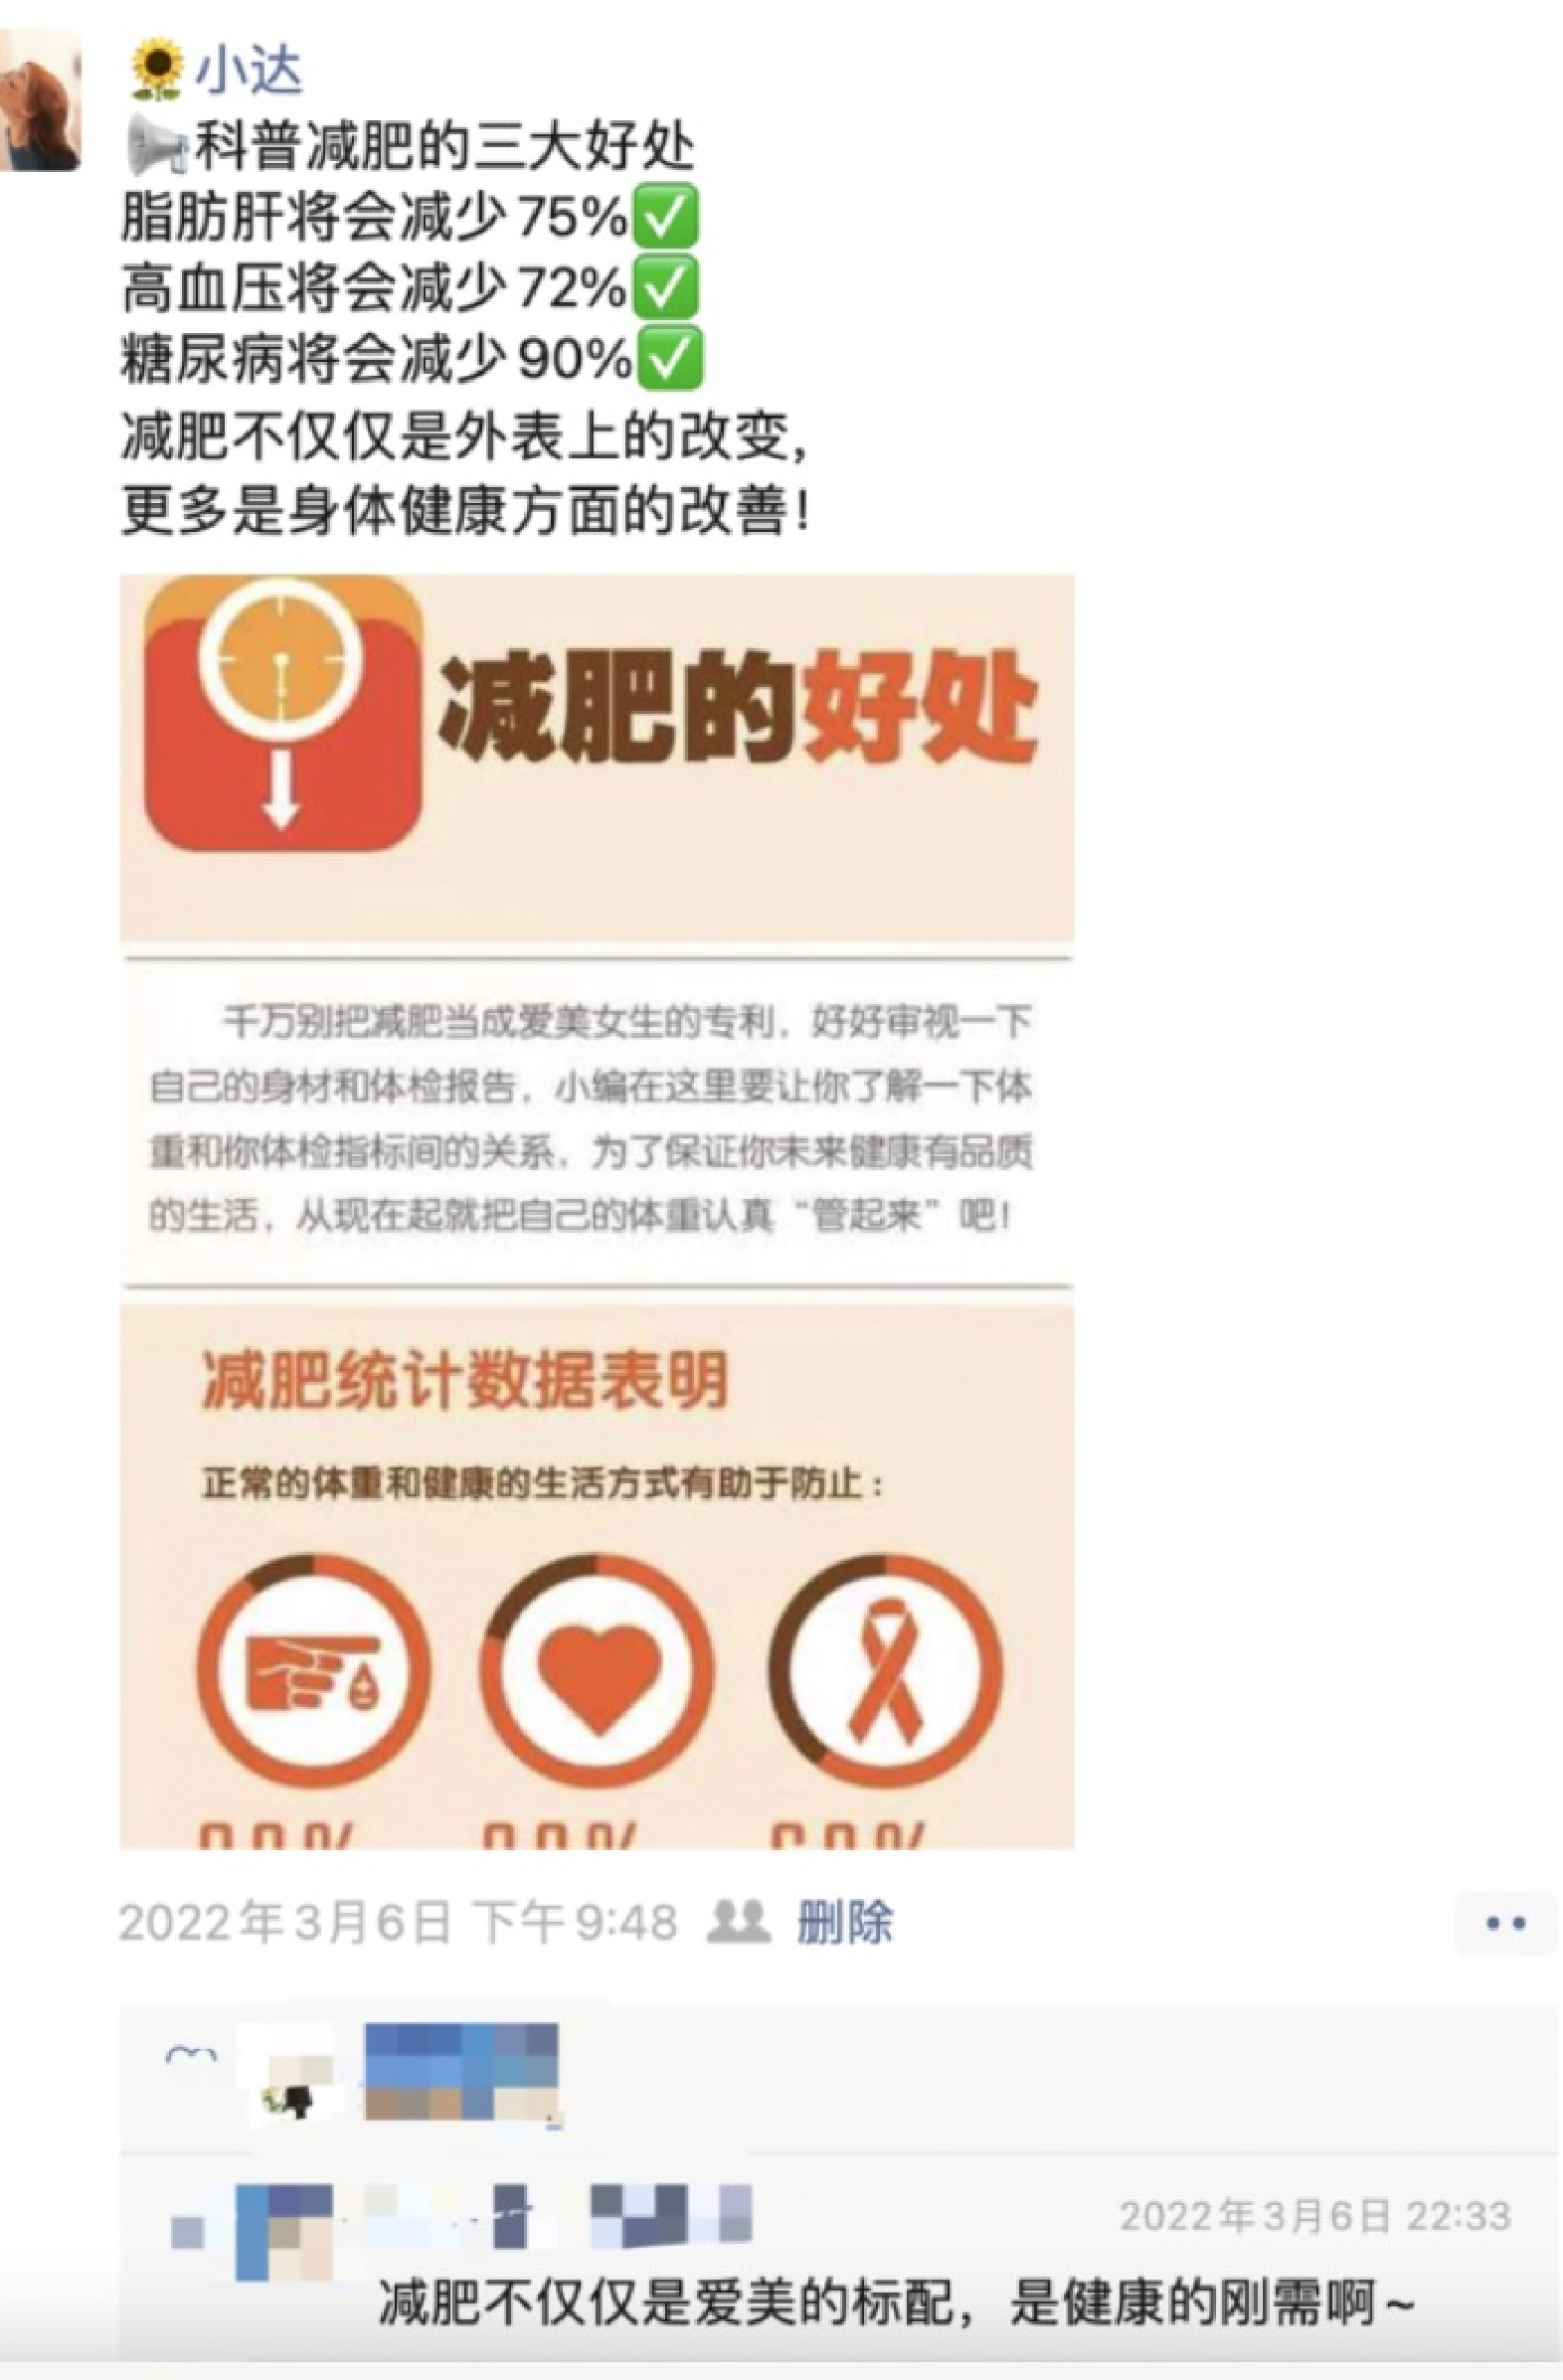 小达
科普减肥的三大好处
脂肪肝将会减少75%
高血压将会减少72%
糖尿病将会减少90%
减肥不仅仅是外表上的改变,
更多是身体健康方面的改善!
减肥的好处
千万别把减肥当成爱美女生的专利，好好审视一下
自己的身材和体检报告，小编在这里要让你了解一下体
重和你体检指标间的关系，为了保证你未来健康有品质
的生活，从现在起就把自己的体重认真“管起来”吧!
减肥统计数据表明
正常的体重和健康的生活方式有助于防止:
2022年3月6日 下午9:48 删除
2022年3月6日 22:33
减肥不仅仅是爱美的标配，是健康的刚需啊~